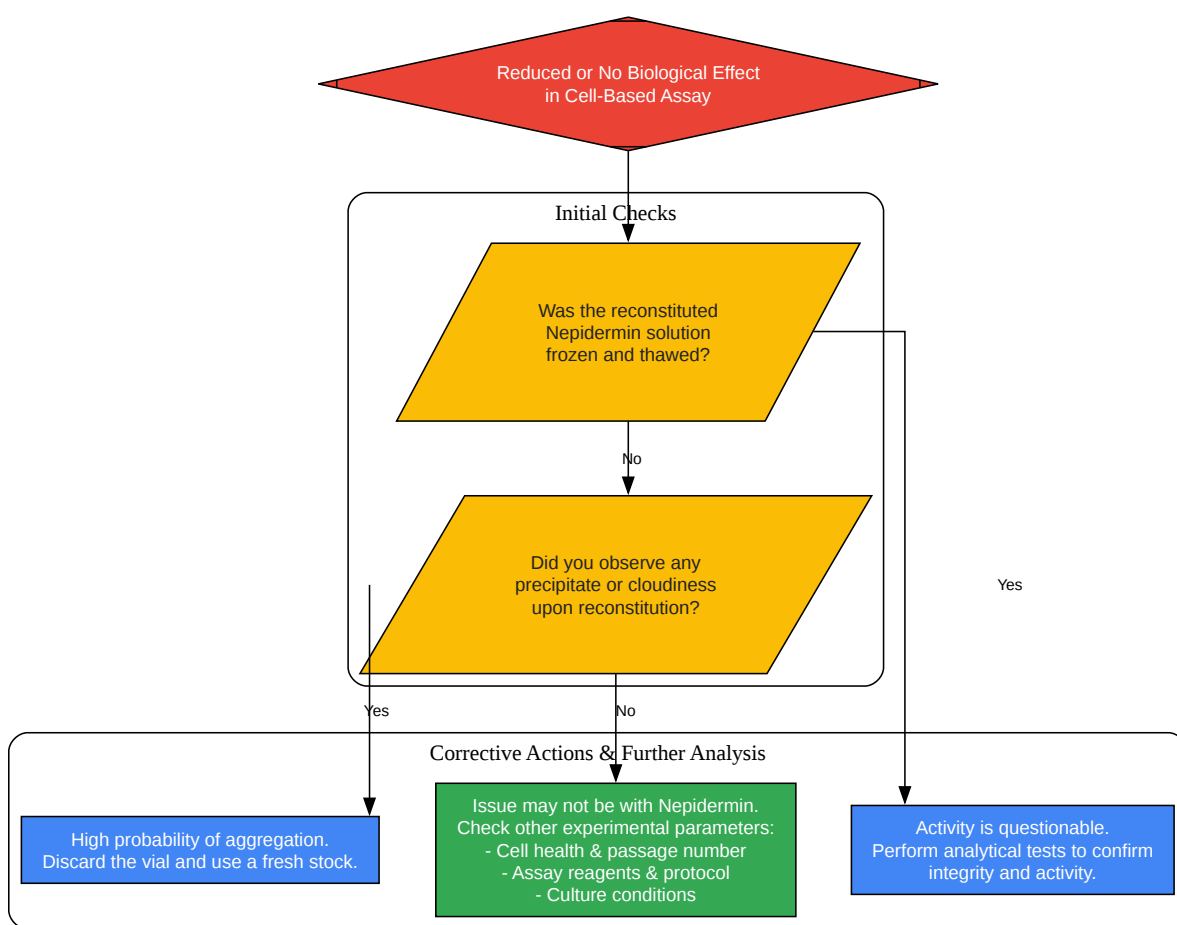 Reduced or No Biological Effect
in Cell-Based Assay
Initial Checks
Was the reconstituted
Nepidermin solution
frozen and thawed?
No
Did you observe any
precipitate or cloudiness
upon reconstitution?
Yes
Yes
No
Corrective Actions & Further Analysis
High probability of aggregation.
Discard the vial and use a fresh stock.
Issue may not be with Nepidermin.
Check other experimental parameters:
- Cell health & passage number
- Assay reagents & protocol
- Culture conditions
Activity is questionable.
Perform analytical tests to confirm
integrity and activity.